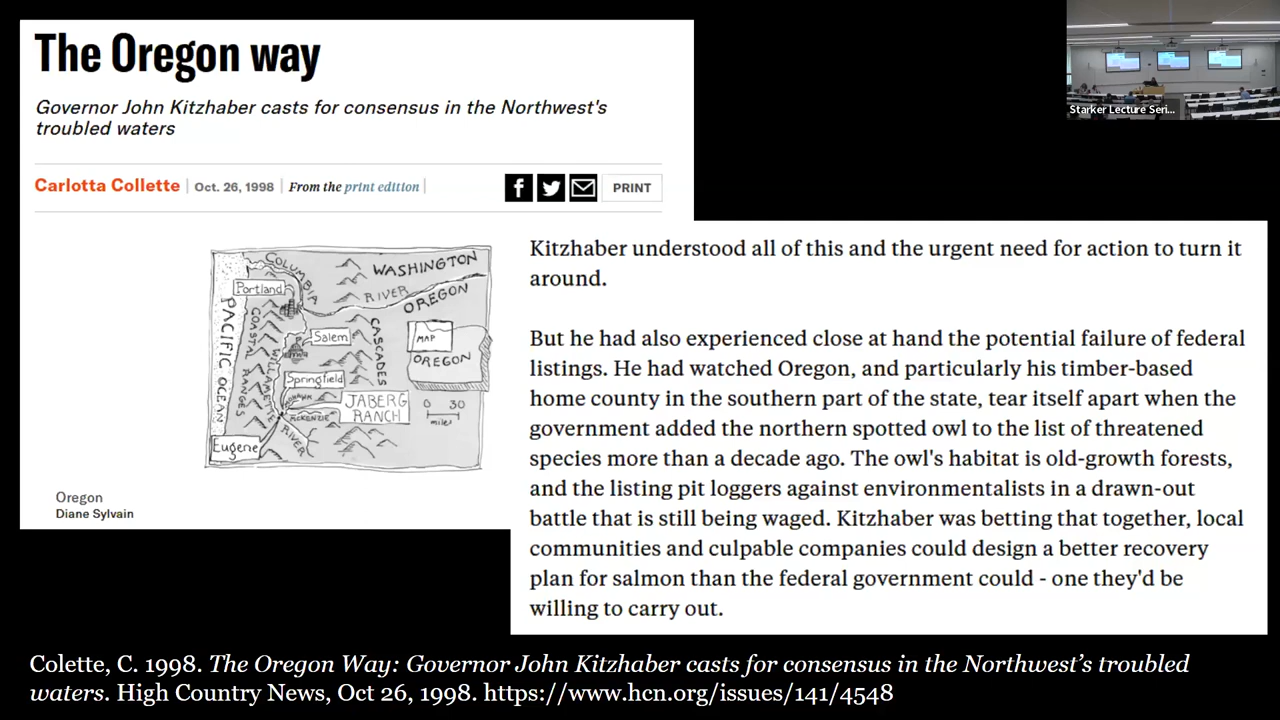 The Oregon way
Governor John Kitzhaber casts for consensus in the Northwest's
troubled waters
Carlotta Collette | Oct. 26, 1998 | From the print edition |
PRINT
Starker Lecture Seri...
COLUMBIA
WASHINGTON
Portland
RIVER
OREGON
PACIFIC OCEAN
COASTAL RANGES
Salem
CASCADES
MAP
OREGON
WILLAMETTE
Springfield
MOHAWK
JABERG
RANCH
0 30
miles
MCKENZIE
RIVER
Eugene
Oregon
Diane Sylvain
Kitzhaber understood all of this and the urgent need for action to turn it
around.
But he had also experienced close at hand the potential failure of federal
listings. He had watched Oregon, and particularly his timber-based
home county in the southern part of the state, tear itself apart when the
government added the northern spotted owl to the list of threatened
species more than a decade ago. The owl's habitat is old-growth forests,
and the listing pit loggers against environmentalists in a drawn-out
battle that is still being waged. Kitzhaber was betting that together, local
communities and culpable companies could design a better recovery
plan for salmon than the federal government could - one they'd be
willing to carry out.
Colette, C. 1998. The Oregon Way: Governor John Kitzhaber casts for consensus in the Northwest’s troubled
waters. High Country News, Oct 26, 1998. https://www.hcn.org/issues/141/4548